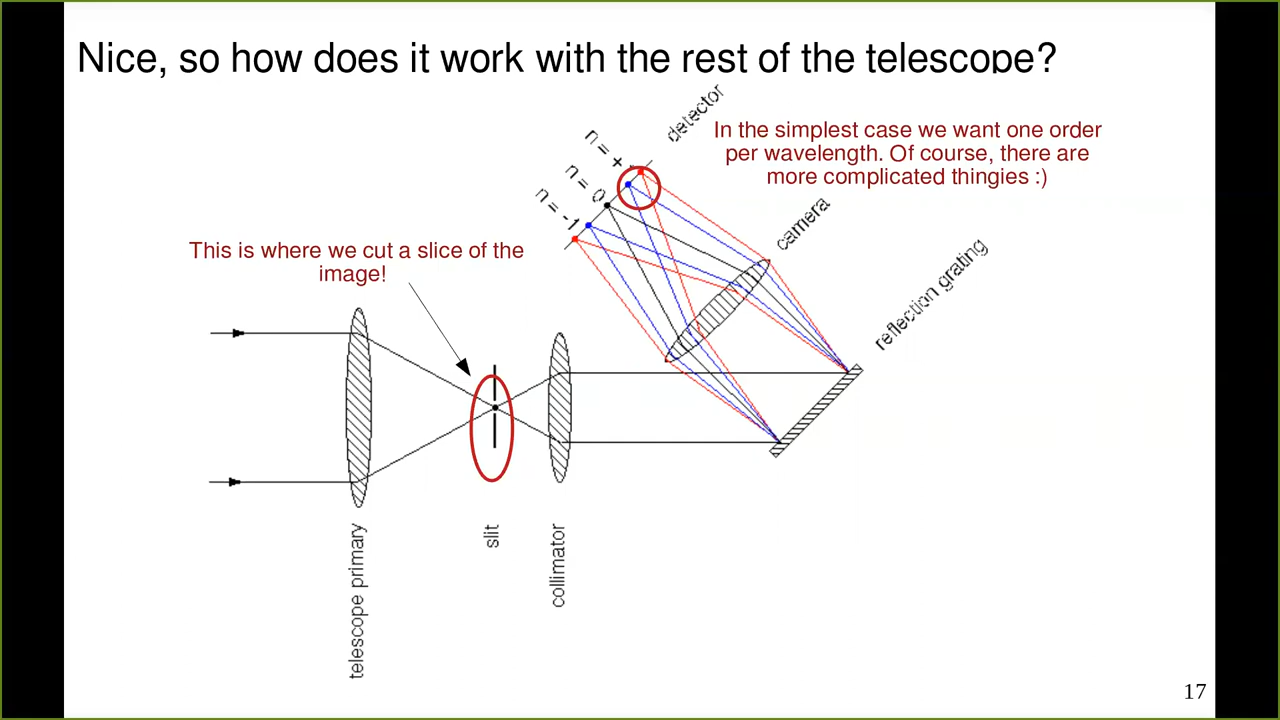 Nice, so how does it work with the rest of the telescope?
detector
In the simplest case we want one order
per wavelength. Of course, there are
more complicated thingies :)
n = +
n = 0
n = -1
camera
This is where we cut a slice of the
image!
reflection grating
slit
collimator
telescope primary
17